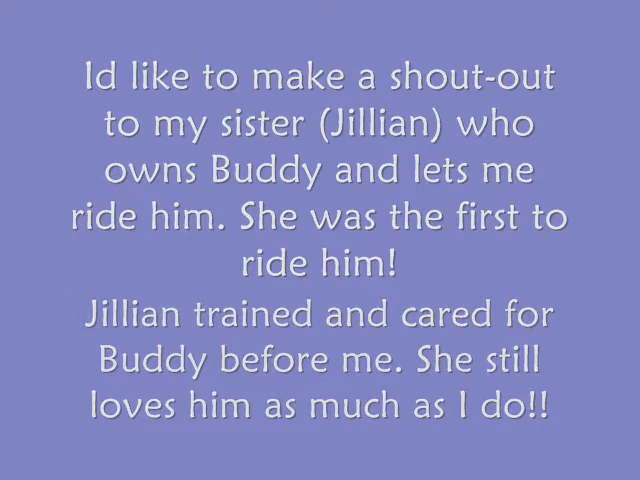 Id like to make a shout-out
to my sister (Jillian) who
owns Buddy and lets me
ride him. She was the first to
ride him!
Jillian trained and cared for
Buddy before me. She still
loves him as much as I do!!